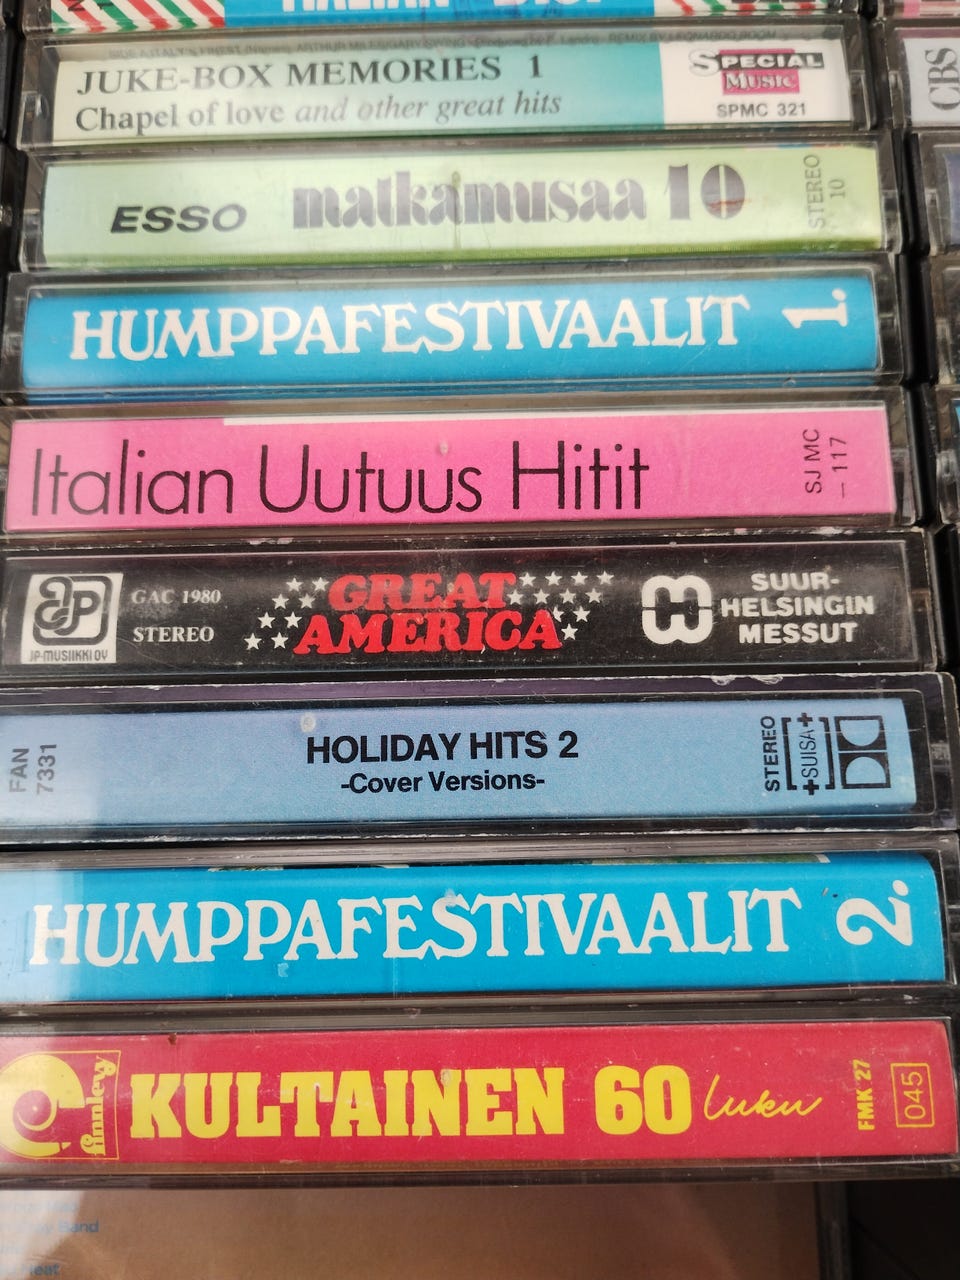 ITALIAN
JUKE-BOX MEMORIES 1
Chapel of love and other great hits
SPECIAL
Music
SPMC 321
CBS
ESSO
matkamusaa 10
STEREO
10
HUMPPAFESTIVAALIT 1.
Italian Uutuus Hitit
SJ MC
– 117
JP-MUSIIKKI OY
GAC 1980
STEREO
GREAT
AMERICA
SUUR-
HELSINGIN
MESSUT
FAN
7331
HOLIDAY HITS 2
-Cover Versions-
STEREO
+SUISA+
HUMPPAFESTIVAALIT 2.
finnlevy
KULTAINEN 60 luku
FMK 27
045
Band